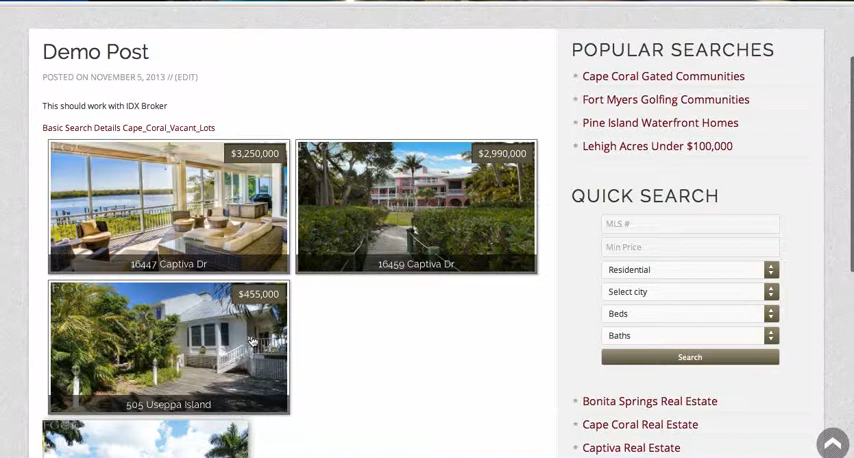 Demo Post
POSTED ON NOVEMBER 5, 2013 // (EDIT)
This should work with IDX Broker
Basic Search Details Cape_Coral_Vacant_Lots
$3,250,000
16447 Captiva Dr
$2,990,000
16459 Captiva Dr
$455,000
505 Useppa Island
POPULAR SEARCHES
Cape Coral Gated Communities
Fort Myers Golfing Communities
Pine Island Waterfront Homes
Lehigh Acres Under $100,000
QUICK SEARCH
MLS #
Min Price
Residential
Select city
Beds
Baths
Search
Bonita Springs Real Estate
Cape Coral Real Estate
Captiva Real Estate